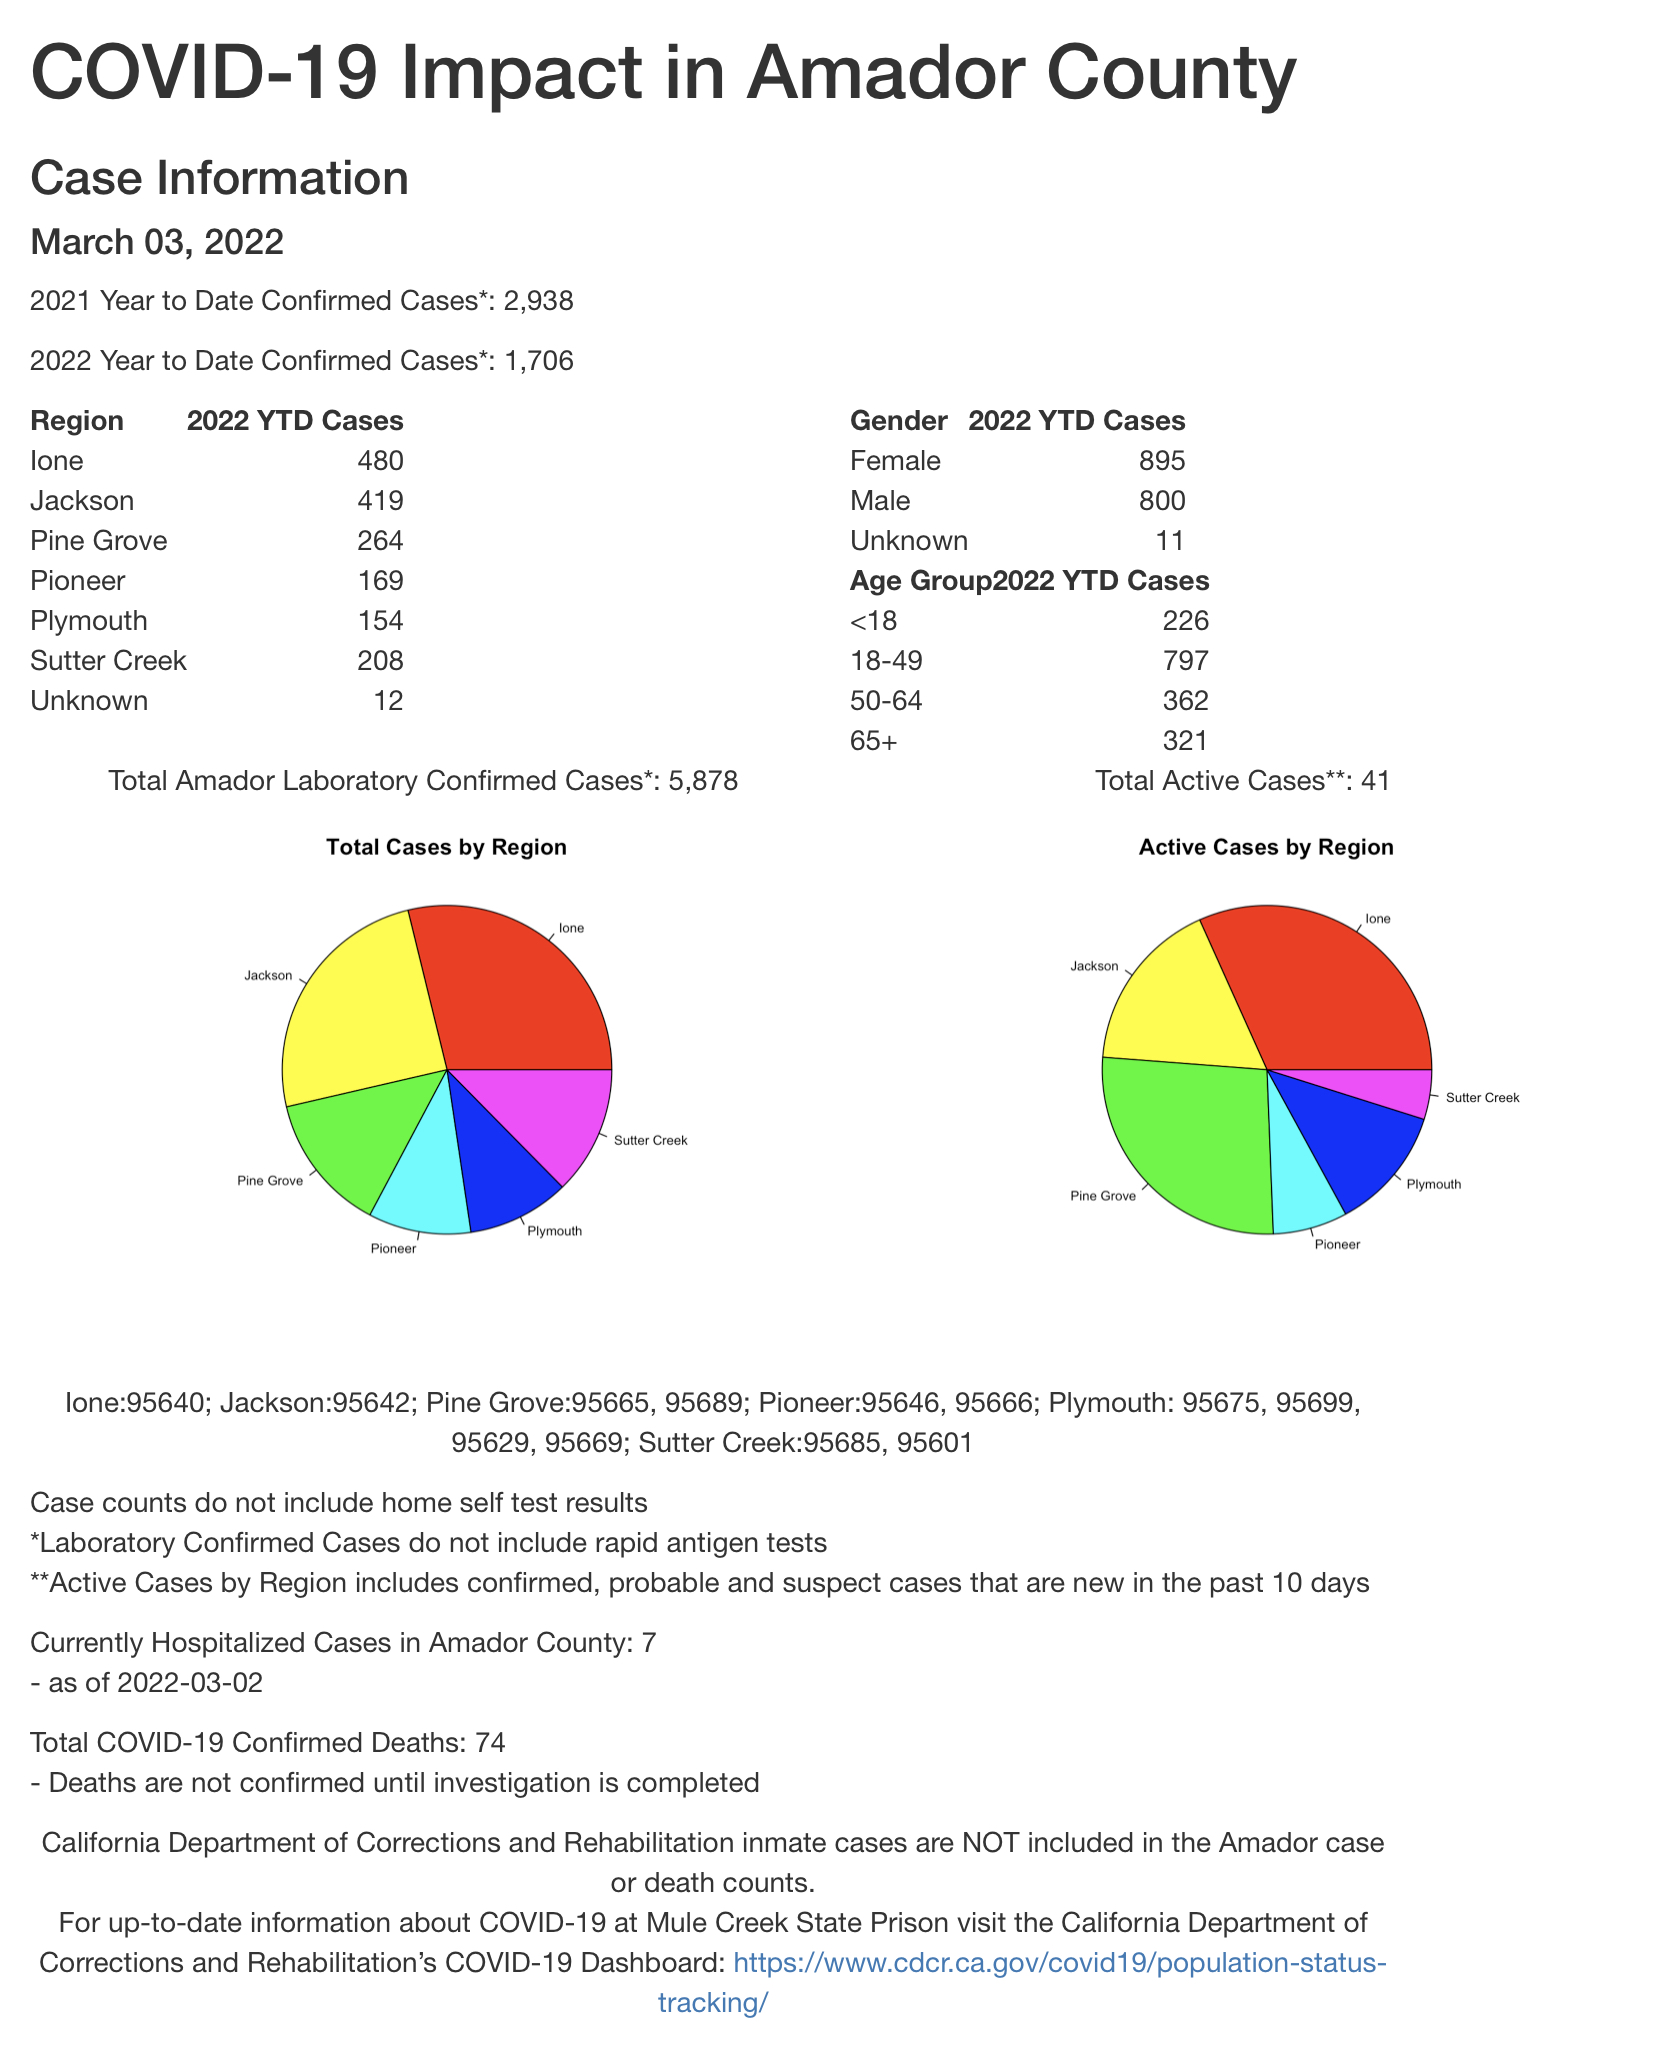 COVID-19 Impact in Amador County
Case Information
March 03, 2022
2021 Year to Date Confirmed Cases*: 2,938
2022 Year to Date Confirmed Cases*: 1,706
Region 2022 YTD Cases
Ione 480
Jackson 419
Pine Grove 264
Pioneer 169
Plymouth 154
Sutter Creek 208
Unknown 12
Gender 2022 YTD Cases
Female 895
Male 800
Unknown 11
Age Group2022 YTD Cases
<18 226
18-49 797
50-64 362
65+ 321
Total Amador Laboratory Confirmed Cases*: 5,878
Total Active Cases**: 41
Total Cases by Region
Ione
Jackson
Pine Grove
Pioneer
Plymouth
Sutter Creek
Active Cases by Region
Ione
Jackson
Pine Grove
Pioneer
Plymouth
Sutter Creek
Ione:95640; Jackson:95642; Pine Grove:95665, 95689; Pioneer:95646, 95666; Plymouth: 95675, 95699,
95629, 95669; Sutter Creek:95685, 95601
Case counts do not include home self test results
*Laboratory Confirmed Cases do not include rapid antigen tests
**Active Cases by Region includes confirmed, probable and suspect cases that are new in the past 10 days
Currently Hospitalized Cases in Amador County: 7
- as of 2022-03-02
Total COVID-19 Confirmed Deaths: 74
- Deaths are not confirmed until investigation is completed
California Department of Corrections and Rehabilitation inmate cases are NOT included in the Amador case
or death counts.
For up-to-date information about COVID-19 at Mule Creek State Prison visit the California Department of
Corrections and Rehabilitation’s COVID-19 Dashboard: https://www.cdcr.ca.gov/covid19/population-status-
tracking/